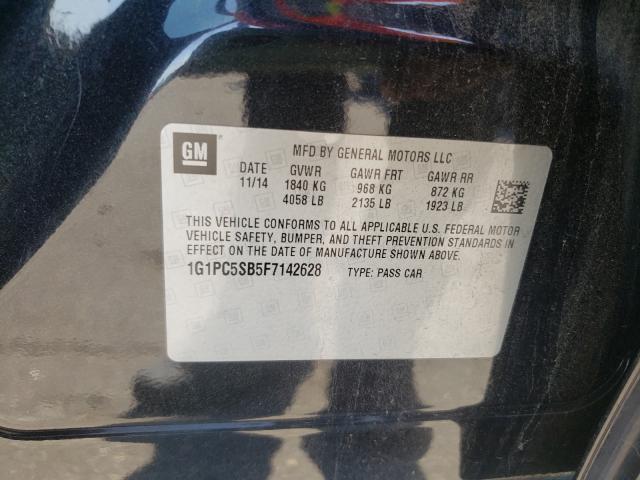 GM
MFD BY GENERAL MOTORS LLC
DATE GVWR GAWR FRT GAWR RR
11/14 1840 KG 968 KG 872 KG
4058 LB 2135 LB 1923 LB
THIS VEHICLE CONFORMS TO ALL APPLICABLE U.S. FEDERAL MOTOR
VEHICLE SAFETY, BUMPER, AND THEFT PREVENTION STANDARDS IN
EFFECT ON THE DATE OF MANUFACTURE SHOWN ABOVE.
1G1PC5SB5F7142628 TYPE: PASS CAR